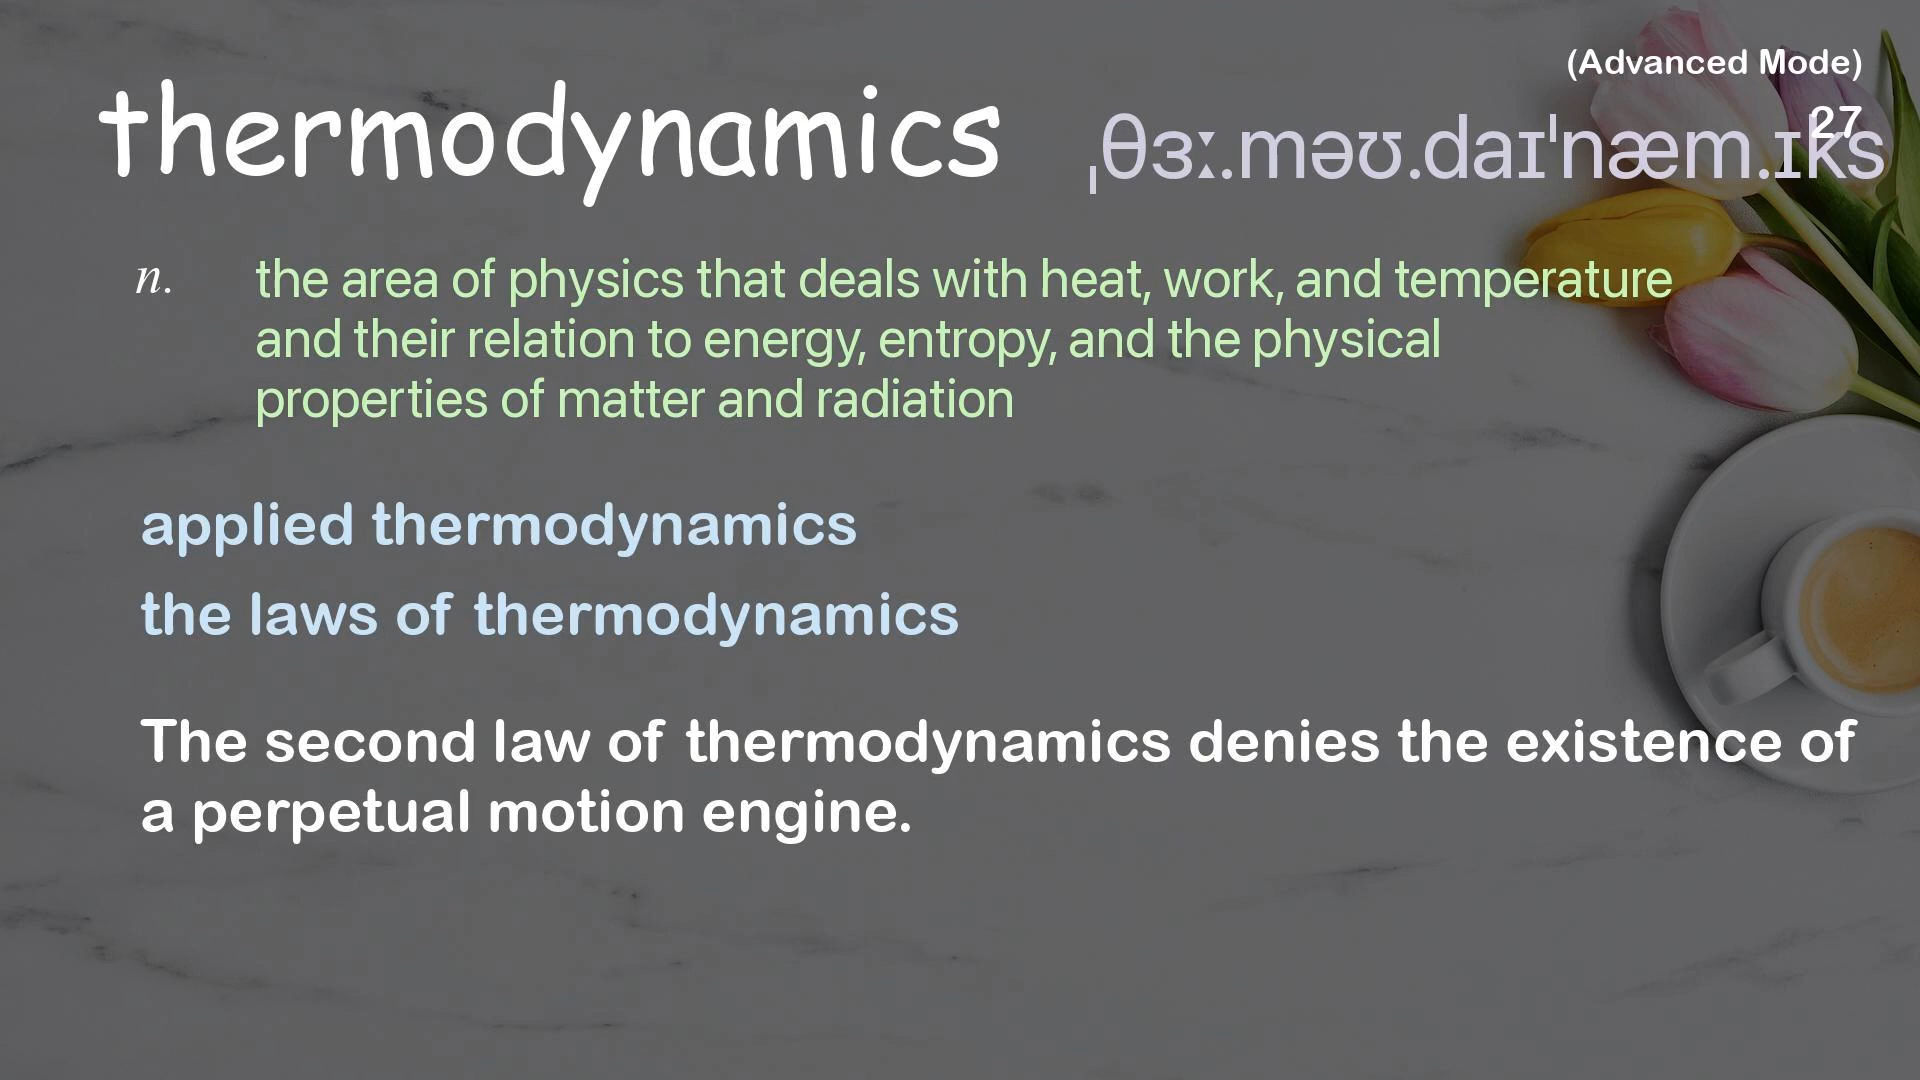 (Advanced Mode)
thermodynamics ˌθɜː.məʊ.daɪˈnæm.ɪks
27
n. the area of physics that deals with heat, work, and temperature
and their relation to energy, entropy, and the physical
properties of matter and radiation
applied thermodynamics
the laws of thermodynamics
The second law of thermodynamics denies the existence of
a perpetual motion engine.